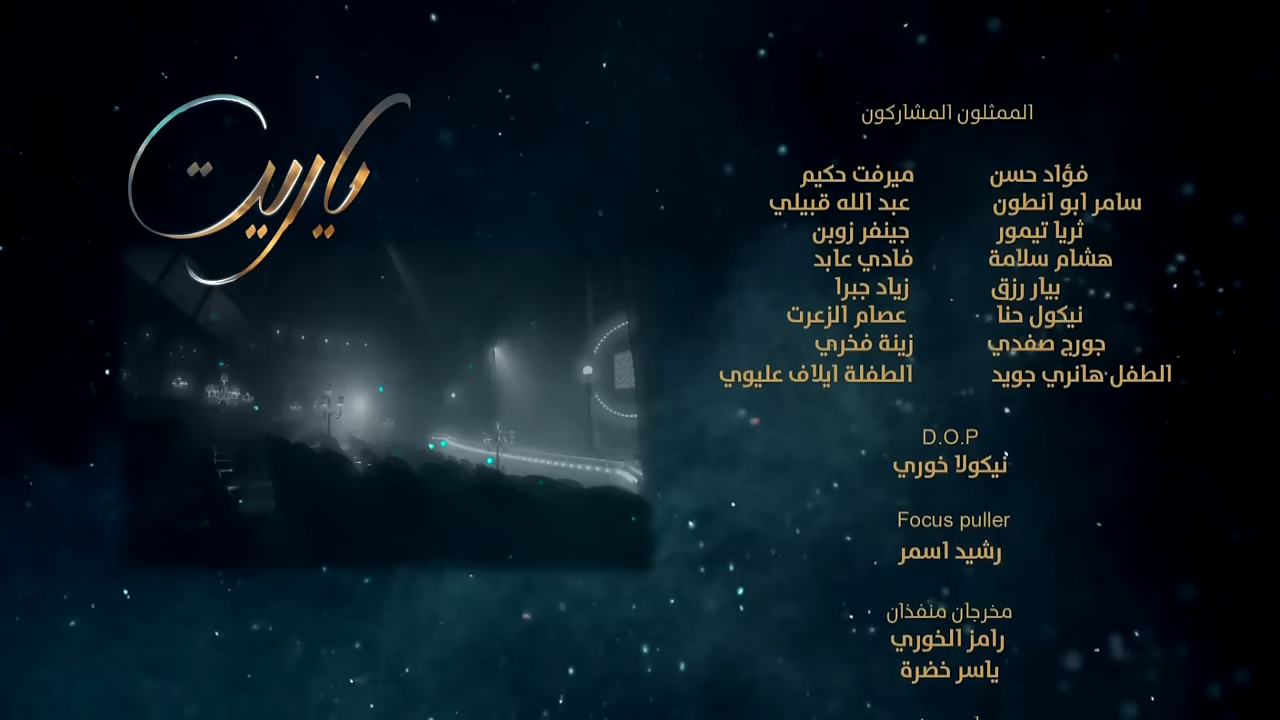 ياريت
الممثلون المشاركون
فؤاد حسن ميرفت حكيم
سامر ابو انطون عبد الله قبيلي
ثريا تيمور جينفر زوبن
هشام سلامة فادي عابد
بيار رزق زياد جبرا
نيكول حنا عصام الزعرت
جورج صفدي زينة فخري
الطفل هانري جويد الطفلة ايلاف عليوي
D.O.P
نيكولا خوري
Focus puller
رشيد اسمر
مخرجان منفذان
رامز الخوري
ياسر خضرة